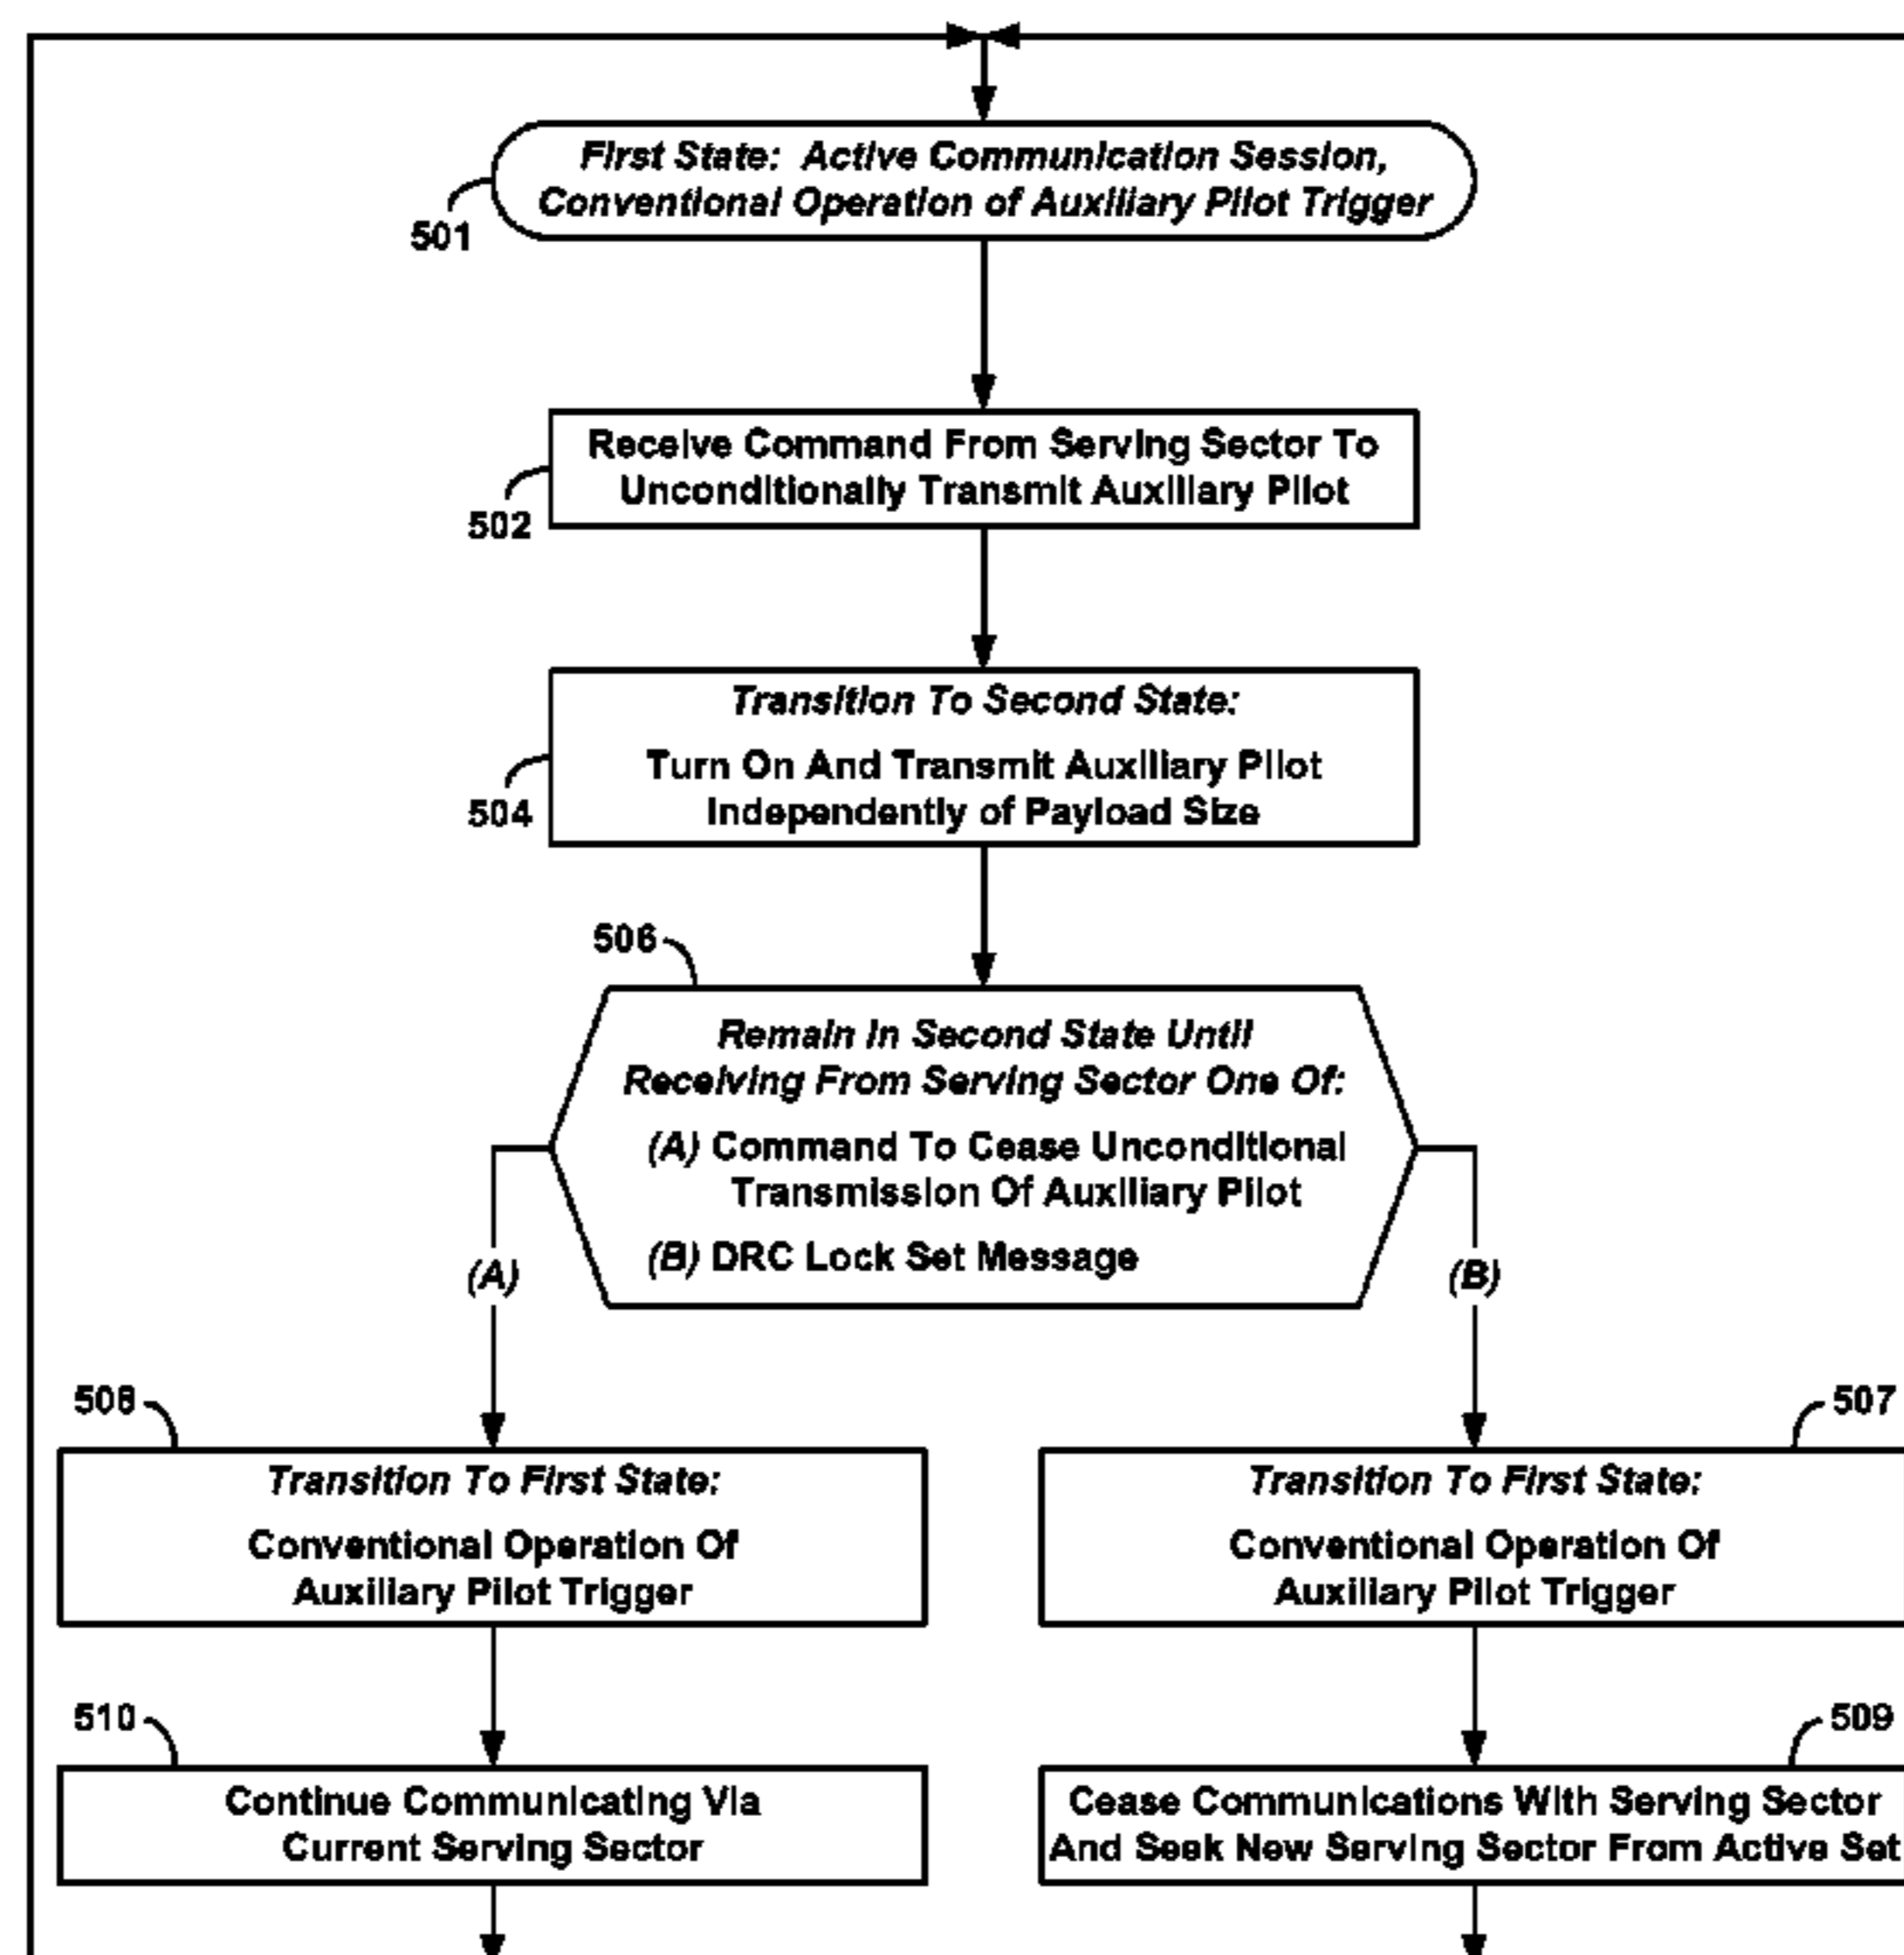 First State: Active Communication Session,
Conventional Operation of Auxiliary Pilot Trigger
501
Receive Command From Serving Sector To
Unconditionally Transmit Auxiliary Pilot
502
Transition To Second State:
Turn On And Transmit Auxiliary Pilot
Independently of Payload Size
504
506
Remain In Second State Until
Receiving From Serving Sector One Of:
(A) Command To Cease Unconditional
Transmission Of Auxiliary Pilot
(B) DRC Lock Set Message
(A)
(B)
508
Transition To First State:
Conventional Operation Of
Auxiliary Pilot Trigger
507
Transition To First State:
Conventional Operation Of
Auxiliary Pilot Trigger
510
Continue Communicating Via
Current Serving Sector
509
Cease Communications With Serving Sector
And Seek New Serving Sector From Active Set